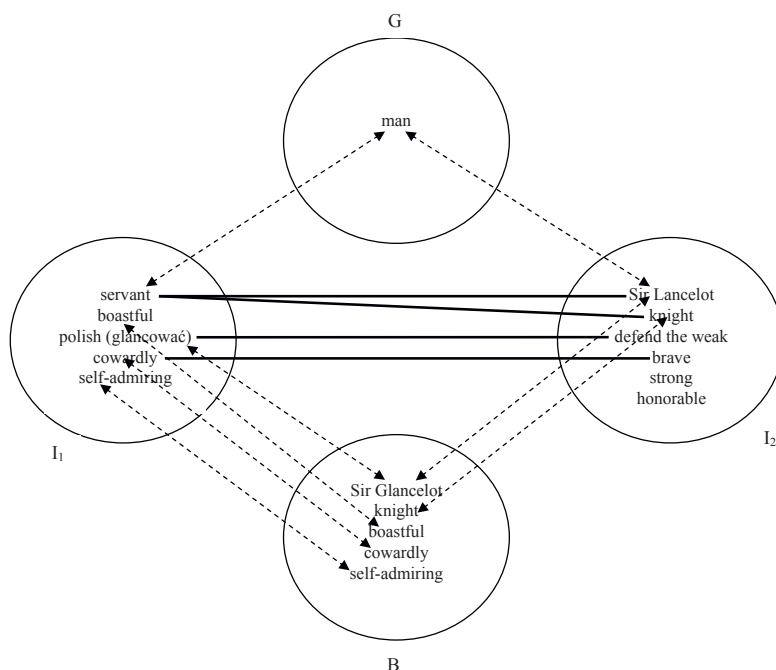 G
man
servant
boastful
polish (glancować)
cowardly
self-admiring
I₁
Sir Lancelot
knight
defend the weak
brave
strong
honorable
I₂
Sir Glancelot
knight
boastful
cowardly
self-admiring
B